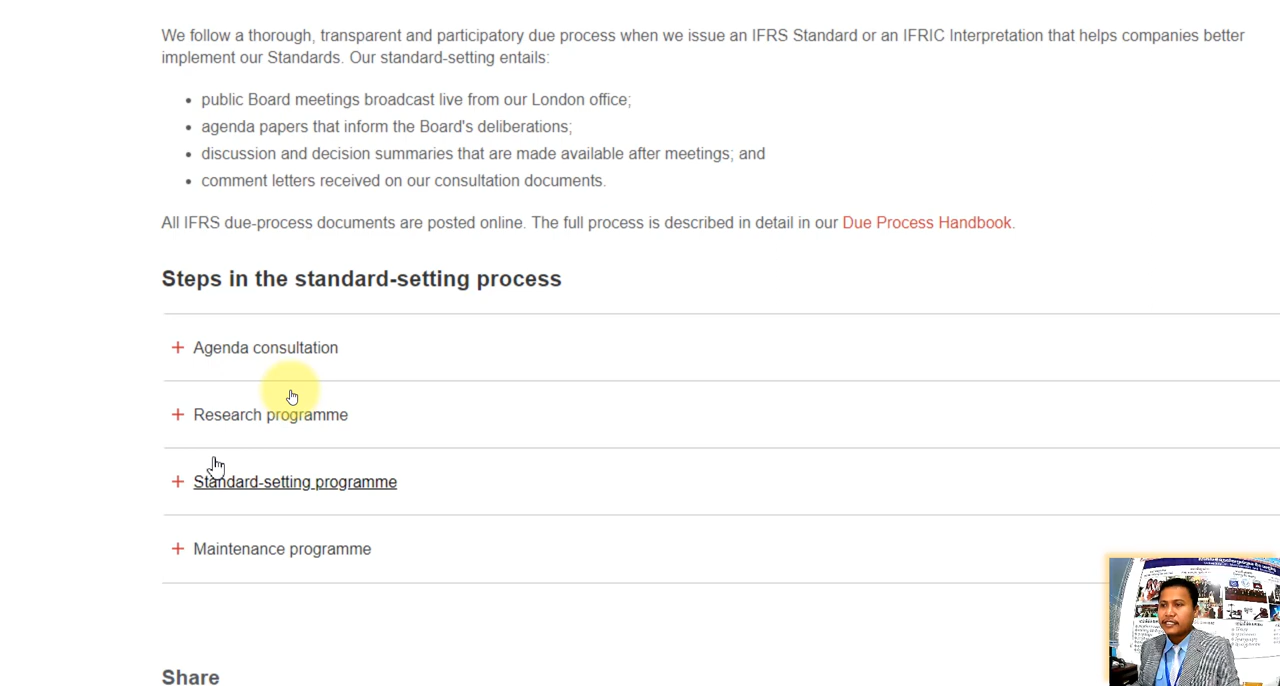 We follow a thorough, transparent and participatory due process when we issue an IFRS Standard or an IFRIC Interpretation that helps companies better
implement our Standards. Our standard-setting entails:
• public Board meetings broadcast live from our London office;
• agenda papers that inform the Board's deliberations;
• discussion and decision summaries that are made available after meetings; and
• comment letters received on our consultation documents.
All IFRS due-process documents are posted online. The full process is described in detail in our Due Process Handbook.
Steps in the standard-setting process
+ Agenda consultation
+ Research programme
+ Standard-setting programme
+ Maintenance programme
Share